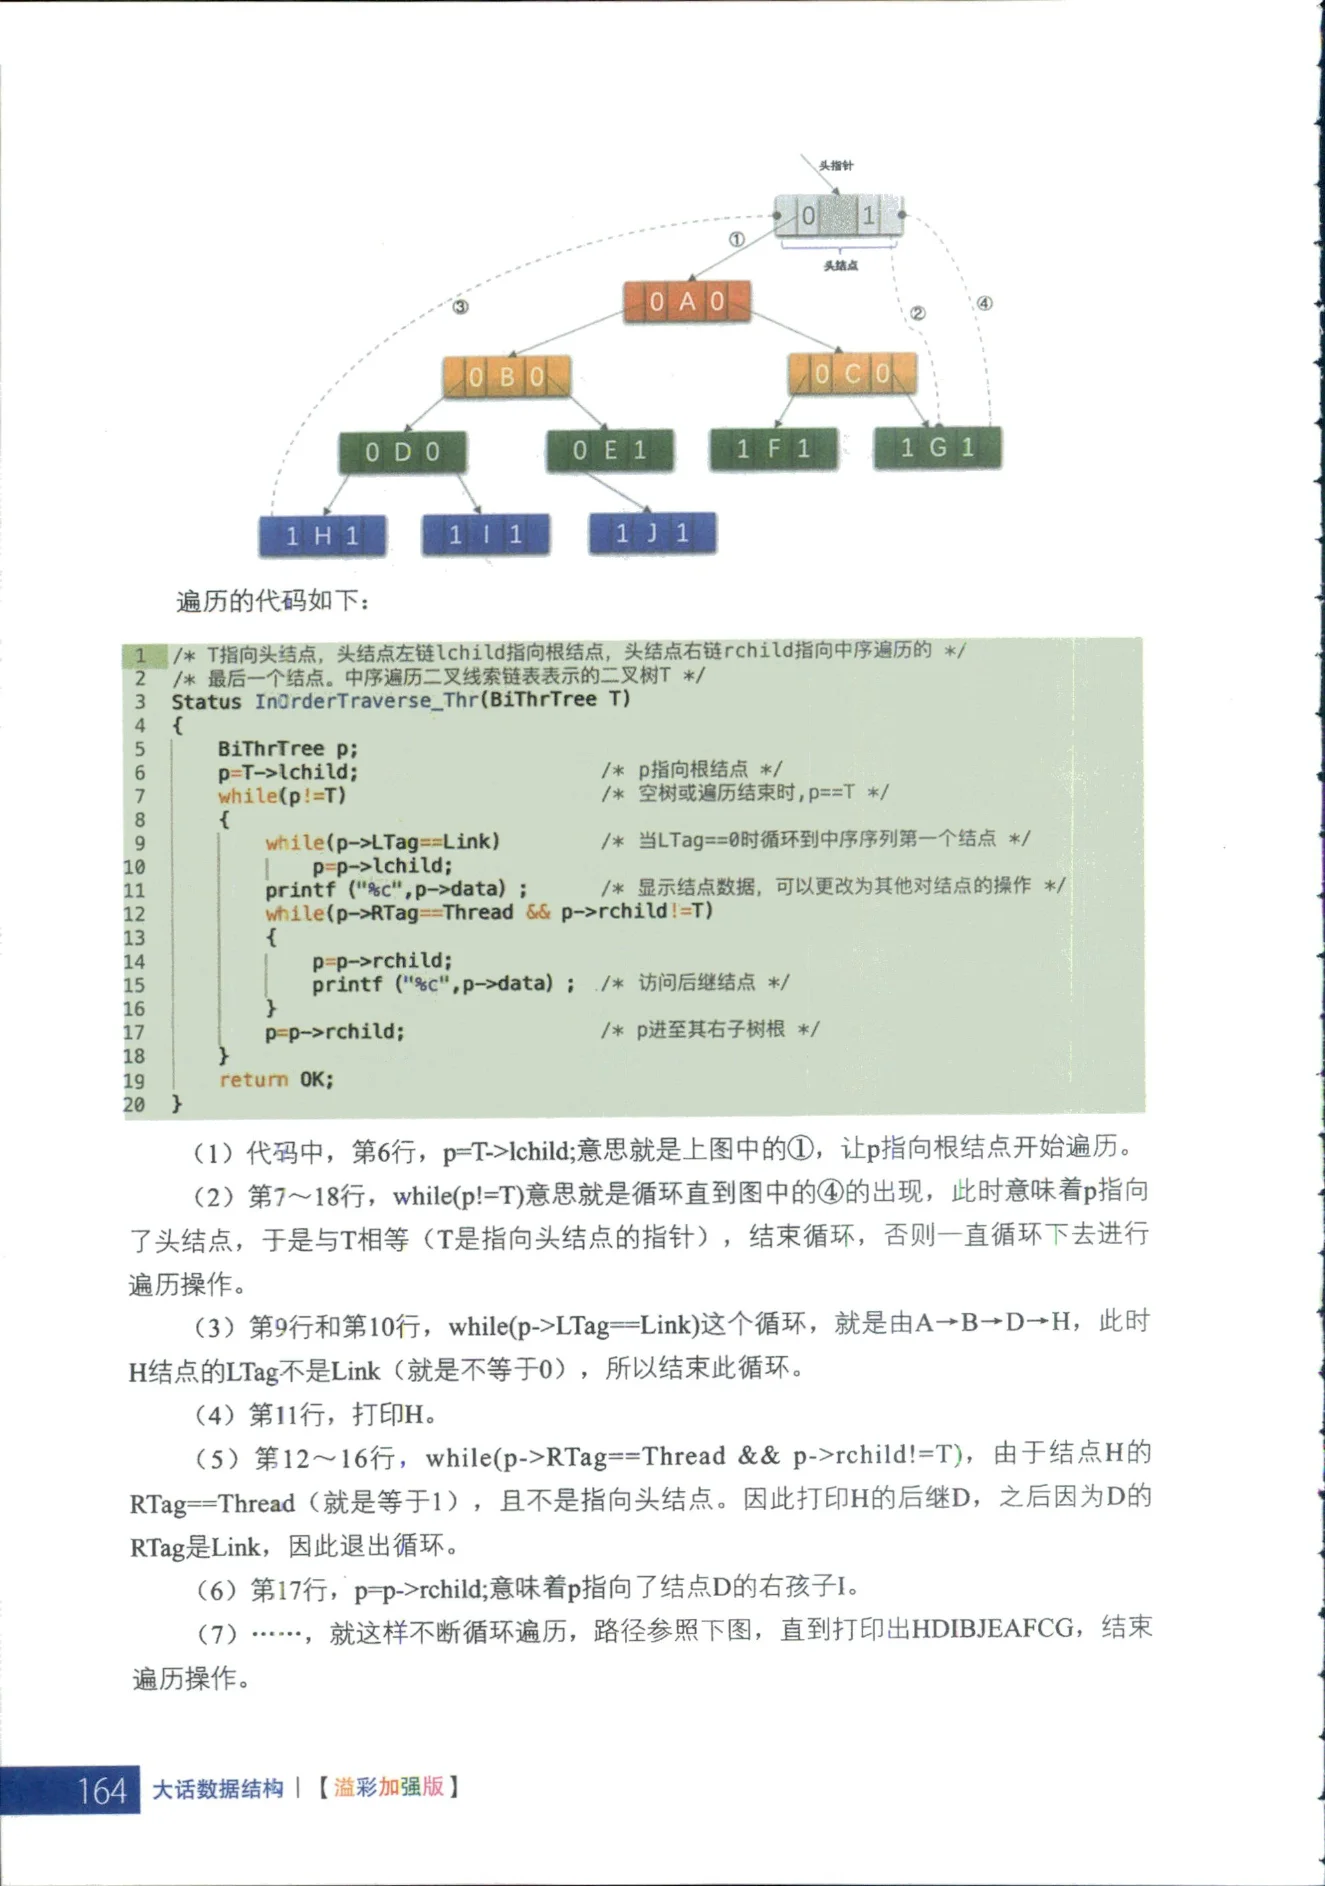 头指针
0 1
头结点
①
③
②
④
0 A 0
0 B 0
0 C 0
0 D 0
0 E 1
1 F 1
1 G 1
1 H 1
1 I 1
1 J 1
遍历的代码如下：
1 /* T指向头结点，头结点左链lchild指向根结点，头结点右链rchild指向中序遍历的 */
2 /* 最后一个结点。中序遍历二叉线索链表表示的二叉树T */
3 Status InOrderTraverse_Thr(BiThrTree T)
4 {
5 BiThrTree p;
6 p=T->lchild; /* p指向根结点 */
7 while(p!=T) /* 空树或遍历结束时,p==T */
8 {
9 while(p->LTag==Link) /* 当LTag==0时循环到中序序列第一个结点 */
10 p=p->lchild;
11 printf ("%c",p->data) ; /* 显示结点数据，可以更改为其他对结点的操作 */
12 while(p->RTag==Thread && p->rchild!=T)
13 {
14 p=p->rchild;
15 printf ("%c",p->data) ; /* 访问后继结点 */
16 }
17 p=p->rchild; /* p进至其右子树根 */
18 }
19 return OK;
20 }
（1）代码中，第6行，p=T->lchild;意思就是上图中的①，让p指向根结点开始遍历。
（2）第7～18行，while(p!=T)意思就是循环直到图中的④的出现，此时意味着p指向
了头结点，于是与T相等（T是指向头结点的指针），结束循环，否则一直循环下去进行
遍历操作。
（3）第9行和第10行，while(p->LTag==Link)这个循环，就是由A→B→D→H，此时
H结点的LTag不是Link（就是不等于0），所以结束此循环。
（4）第11行，打印H。
（5）第12～16行，while(p->RTag==Thread && p->rchild!=T)，由于结点H的
RTag==Thread（就是等于1），且不是指向头结点。因此打印H的后继D，之后因为D的
RTag是Link，因此退出循环。
（6）第17行，p=p->rchild;意味着p指向了结点D的右孩子I。
（7）……，就这样不断循环遍历，路径参照下图，直到打印出HDIBJEAFCG，结束
遍历操作。
164 大话数据结构 | 【溢彩加强版】